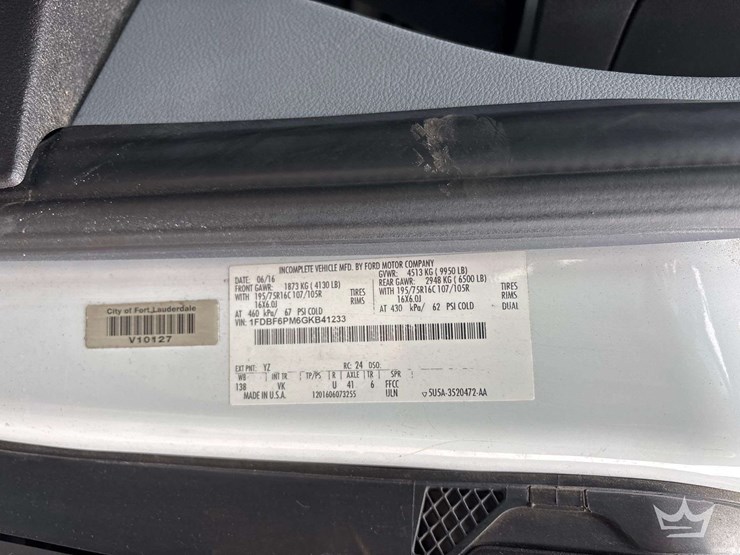 City of Fort Lauderdale
V10127
INCOMPLETE VEHICLE MFD. BY FORD MOTOR COMPANY
DATE: 06/16 GVWR: 4513 KG ( 9950 LB)
FRONT GAWR: 1873 KG ( 4130 LB) REAR GAWR: 2948 KG ( 6500 LB)
WITH 195/75R16C 107/105R TIRES WITH 195/75R16C 107/105R TIRES
16X6.0J RIMS 16X6.0J RIMS
AT 460 kPa/ 67 PSI COLD AT 430 kPa/ 62 PSI COLD DUAL
VIN: 1FDBF6PM6GKB41233
EXT PNT: YZ RC: 24 DSO:
WB INT TR TP/PS R AXLE TR SPR
138 VK U 41 6 FFCC
MADE IN U.S.A. 1201606073255 ULN 5U5A-3520472-AA